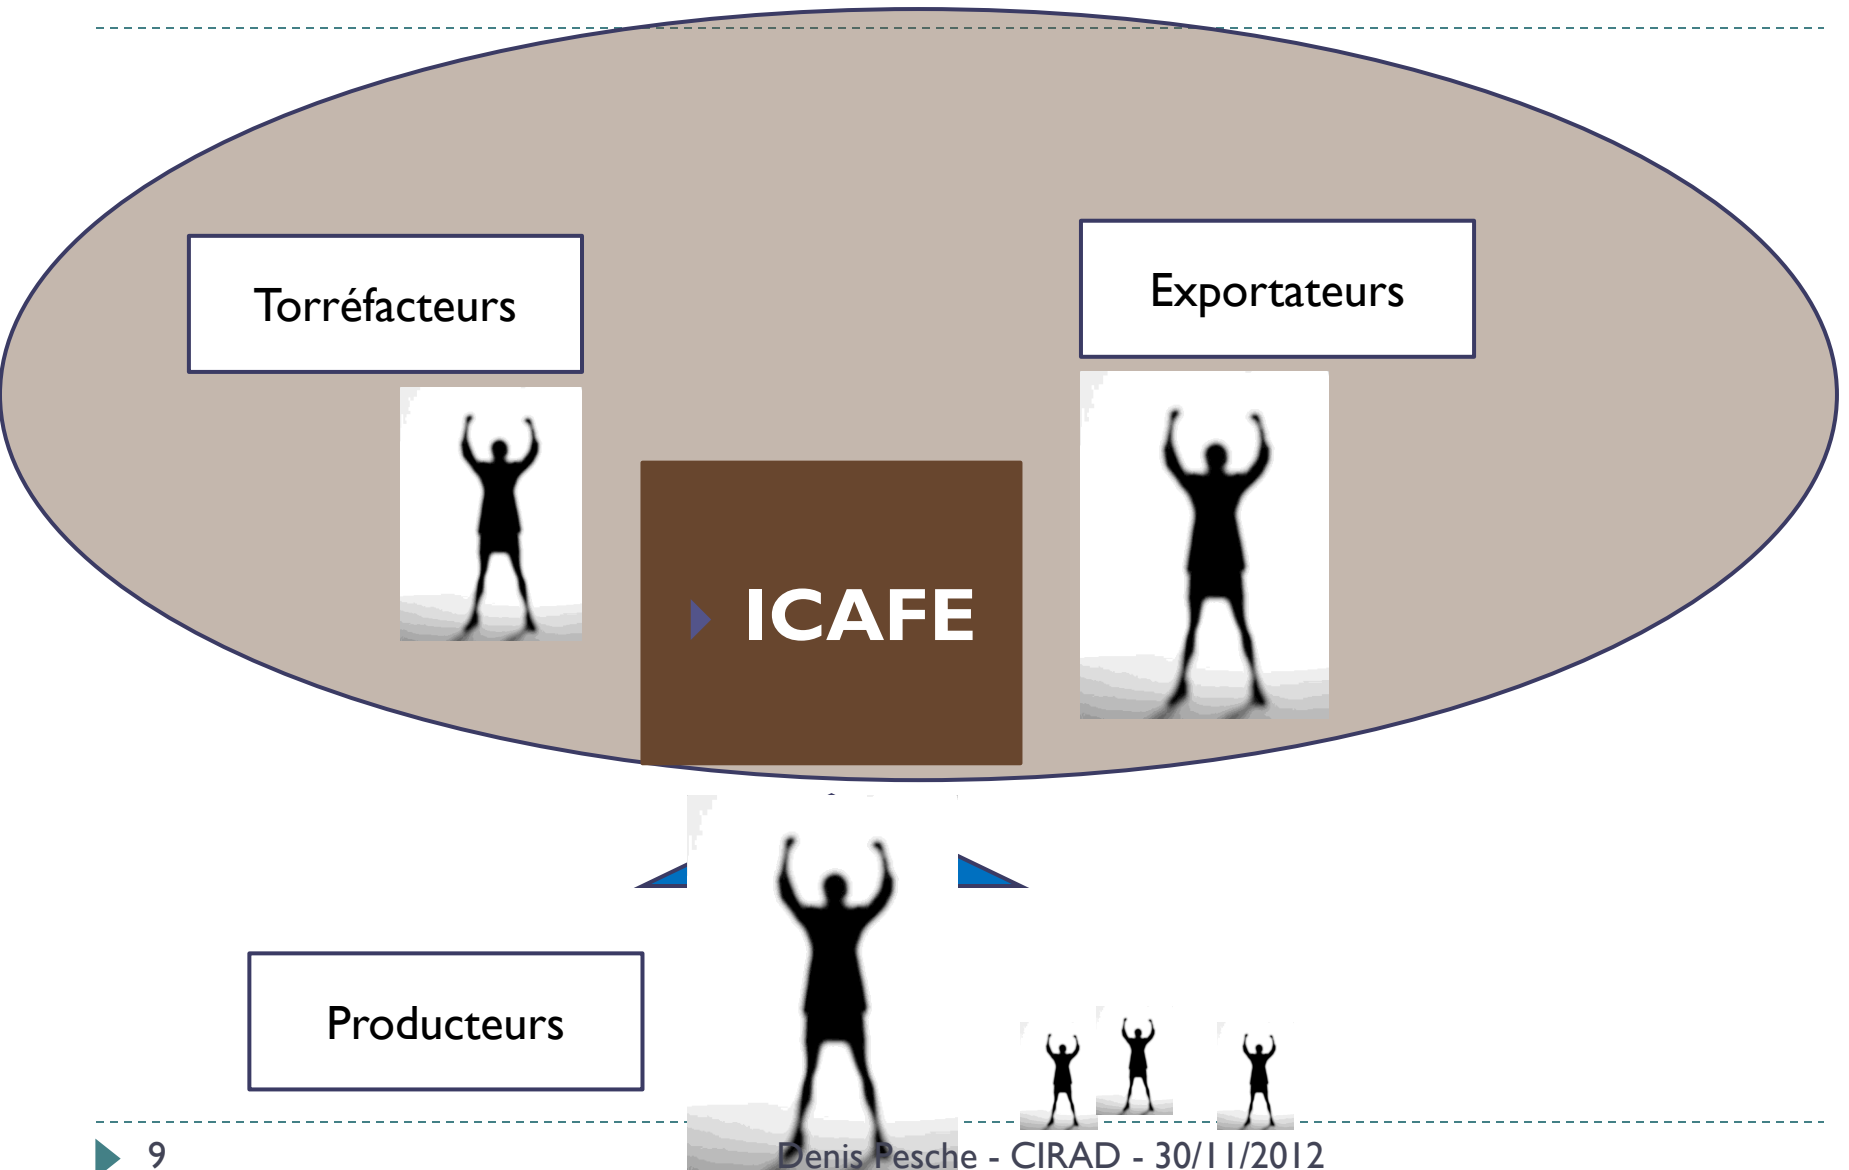 Torréfacteurs
Exportateurs
ICAFE
Producteurs
9
Denis Pesche - CIRAD - 30/11/2012